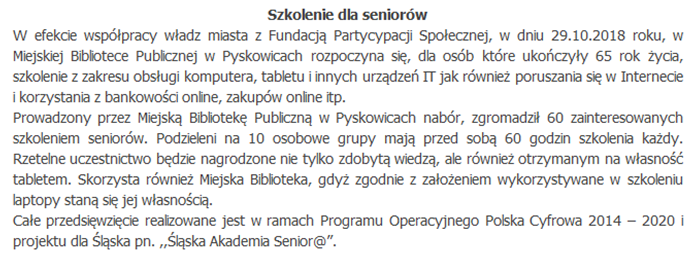 Szkolenie dla seniorów
W efekcie współpracy władz miasta z Fundacją Partycypacji Społecznej, w dniu 29.10.2018 roku, w
Miejskiej Bibliotece Publicznej w Pyskowicach rozpoczyna się, dla osób które ukończyły 65 rok życia,
szkolenie z zakresu obsługi komputera, tabletu i innych urządzeń IT jak również poruszania się w Internecie
i korzystania z bankowości online, zakupów online itp.
Prowadzony przez Miejską Bibliotekę Publiczną w Pyskowicach nabór, zgromadził 60 zainteresowanych
szkoleniem seniorów. Podzieleni na 10 osobowe grupy mają przed sobą 60 godzin szkolenia każdy.
Rzetelne uczestnictwo będzie nagrodzone nie tylko zdobytą wiedzą, ale również otrzymanym na własność
tabletem. Skorzysta również Miejska Biblioteka, gdyż zgodnie z założeniem wykorzystywane w szkoleniu
laptopy staną się jej własnością.
Całe przedsięwzięcie realizowane jest w ramach Programu Operacyjnego Polska Cyfrowa 2014 – 2020 i
projektu dla Śląska pn. ,,Śląska Akademia Senior@”.